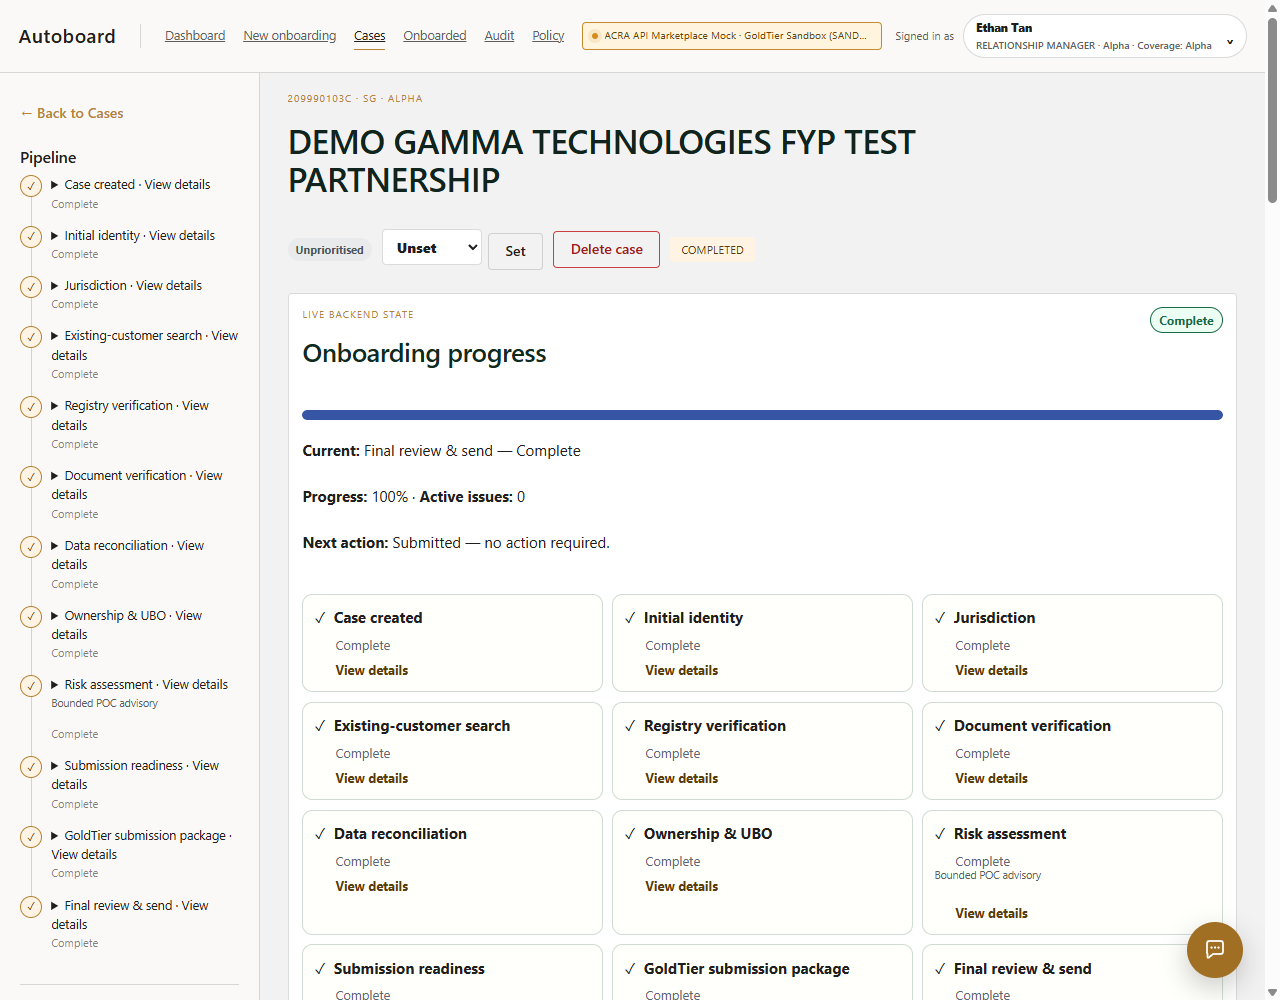 Autoboard
Dashboard
New onboarding
Cases
Onboarded
Audit
Policy
ACRA API Marketplace Mock · GoldTier Sandbox (SAND...
Signed in as
Ethan Tan
RELATIONSHIP MANAGER · Alpha · Coverage: Alpha
← Back to Cases
Pipeline
✓ ▶ Case created · View details
Complete
✓ ▶ Initial identity · View details
Complete
✓ ▶ Jurisdiction · View details
Complete
✓ ▶ Existing-customer search · View
details
Complete
✓ ▶ Registry verification · View
details
Complete
✓ ▶ Document verification · View
details
Complete
✓ ▶ Data reconciliation · View
details
Complete
✓ ▶ Ownership & UBO · View
details
Complete
✓ ▶ Risk assessment · View details
Bounded POC advisory
Complete
✓ ▶ Submission readiness · View
details
Complete
✓ ▶ GoldTier submission package ·
View details
Complete
✓ ▶ Final review & send · View
details
Complete
209990103C · SG · ALPHA
DEMO GAMMA TECHNOLOGIES FYP TEST
PARTNERSHIP
Unprioritised
Unset
Set
Delete case
COMPLETED
LIVE BACKEND STATE
Complete
Onboarding progress
Current: Final review & send — Complete
Progress: 100% · Active issues: 0
Next action: Submitted — no action required.
✓ Case created
Complete
View details
✓ Initial identity
Complete
View details
✓ Jurisdiction
Complete
View details
✓ Existing-customer search
Complete
View details
✓ Registry verification
Complete
View details
✓ Document verification
Complete
View details
✓ Data reconciliation
Complete
View details
✓ Ownership & UBO
Complete
View details
✓ Risk assessment
Complete
Bounded POC advisory
View details
✓ Submission readiness
Complete
✓ GoldTier submission package
Complete
✓ Final review & send
Complete